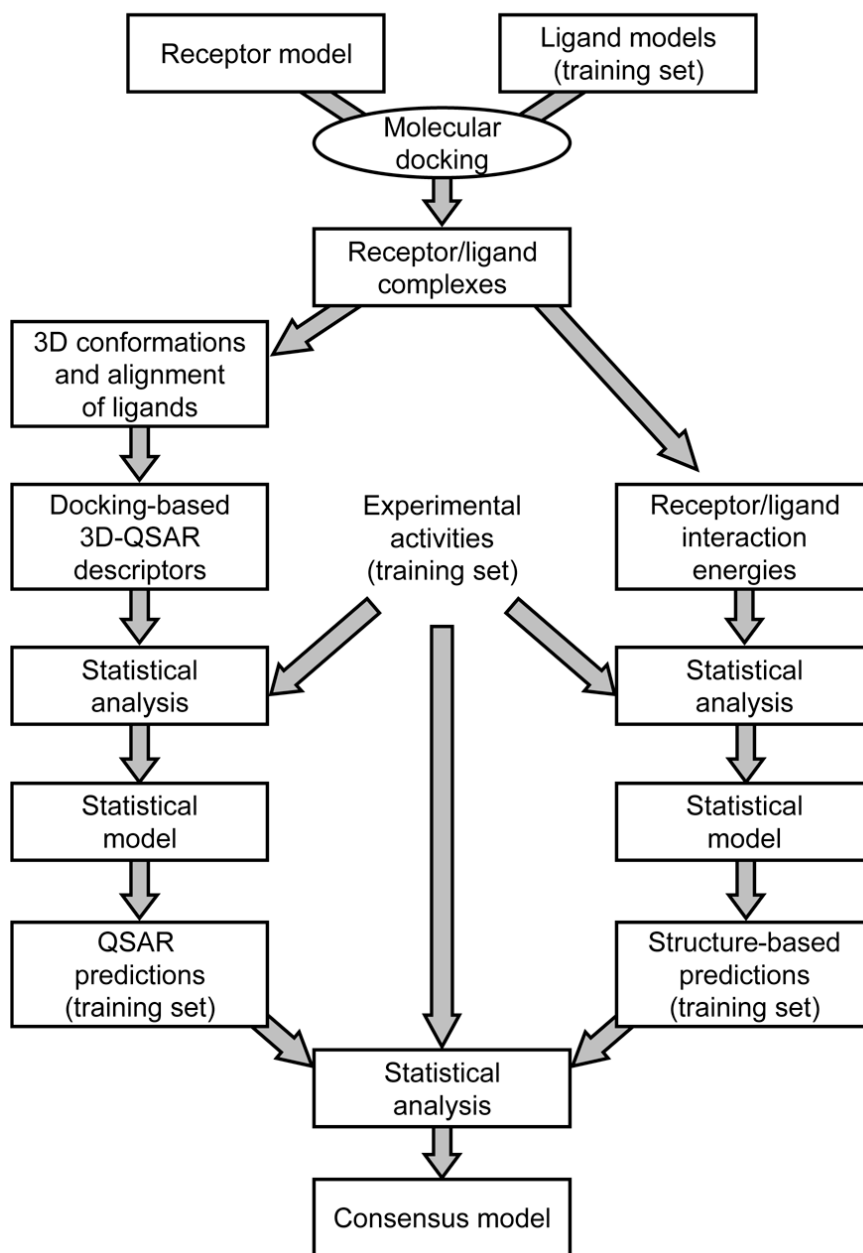 Receptor model
Ligand models
(training set)
Molecular
docking
Receptor/ligand
complexes
3D conformations
and alignment
of ligands
Docking-based
3D-QSAR
descriptors
Experimental
activities
(training set)
Receptor/ligand
interaction
energies
Statistical
analysis
Statistical
analysis
Statistical
model
Statistical
model
QSAR
predictions
(training set)
Structure-based
predictions
(training set)
Statistical
analysis
Consensus model